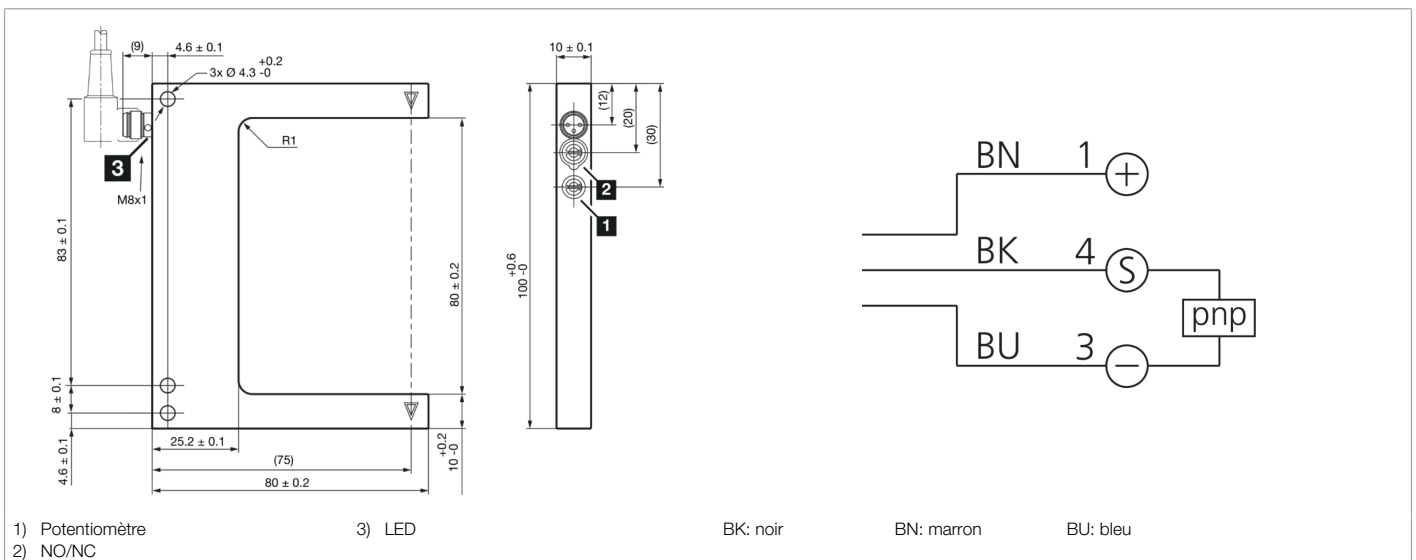 (9)
4.6 ± 0.1
+0.2
3x Ø 4.3 -0
3
M8x1
R1
83 ± 0.1
8 ± 0.1
4.6 ± 0.1
25.2 ± 0.1
(75)
80 ± 0.2
80 ± 0.2
+0.2
10 -0
10 ± 0.1
(12)
(20)
(30)
2
1
+0.6
100 -0
BN 1 +
BK 4 S
pnp
BU 3 −
1) Potentiomètre 3) LED BK: noir BN: marron BU: bleu
2) NO/NC